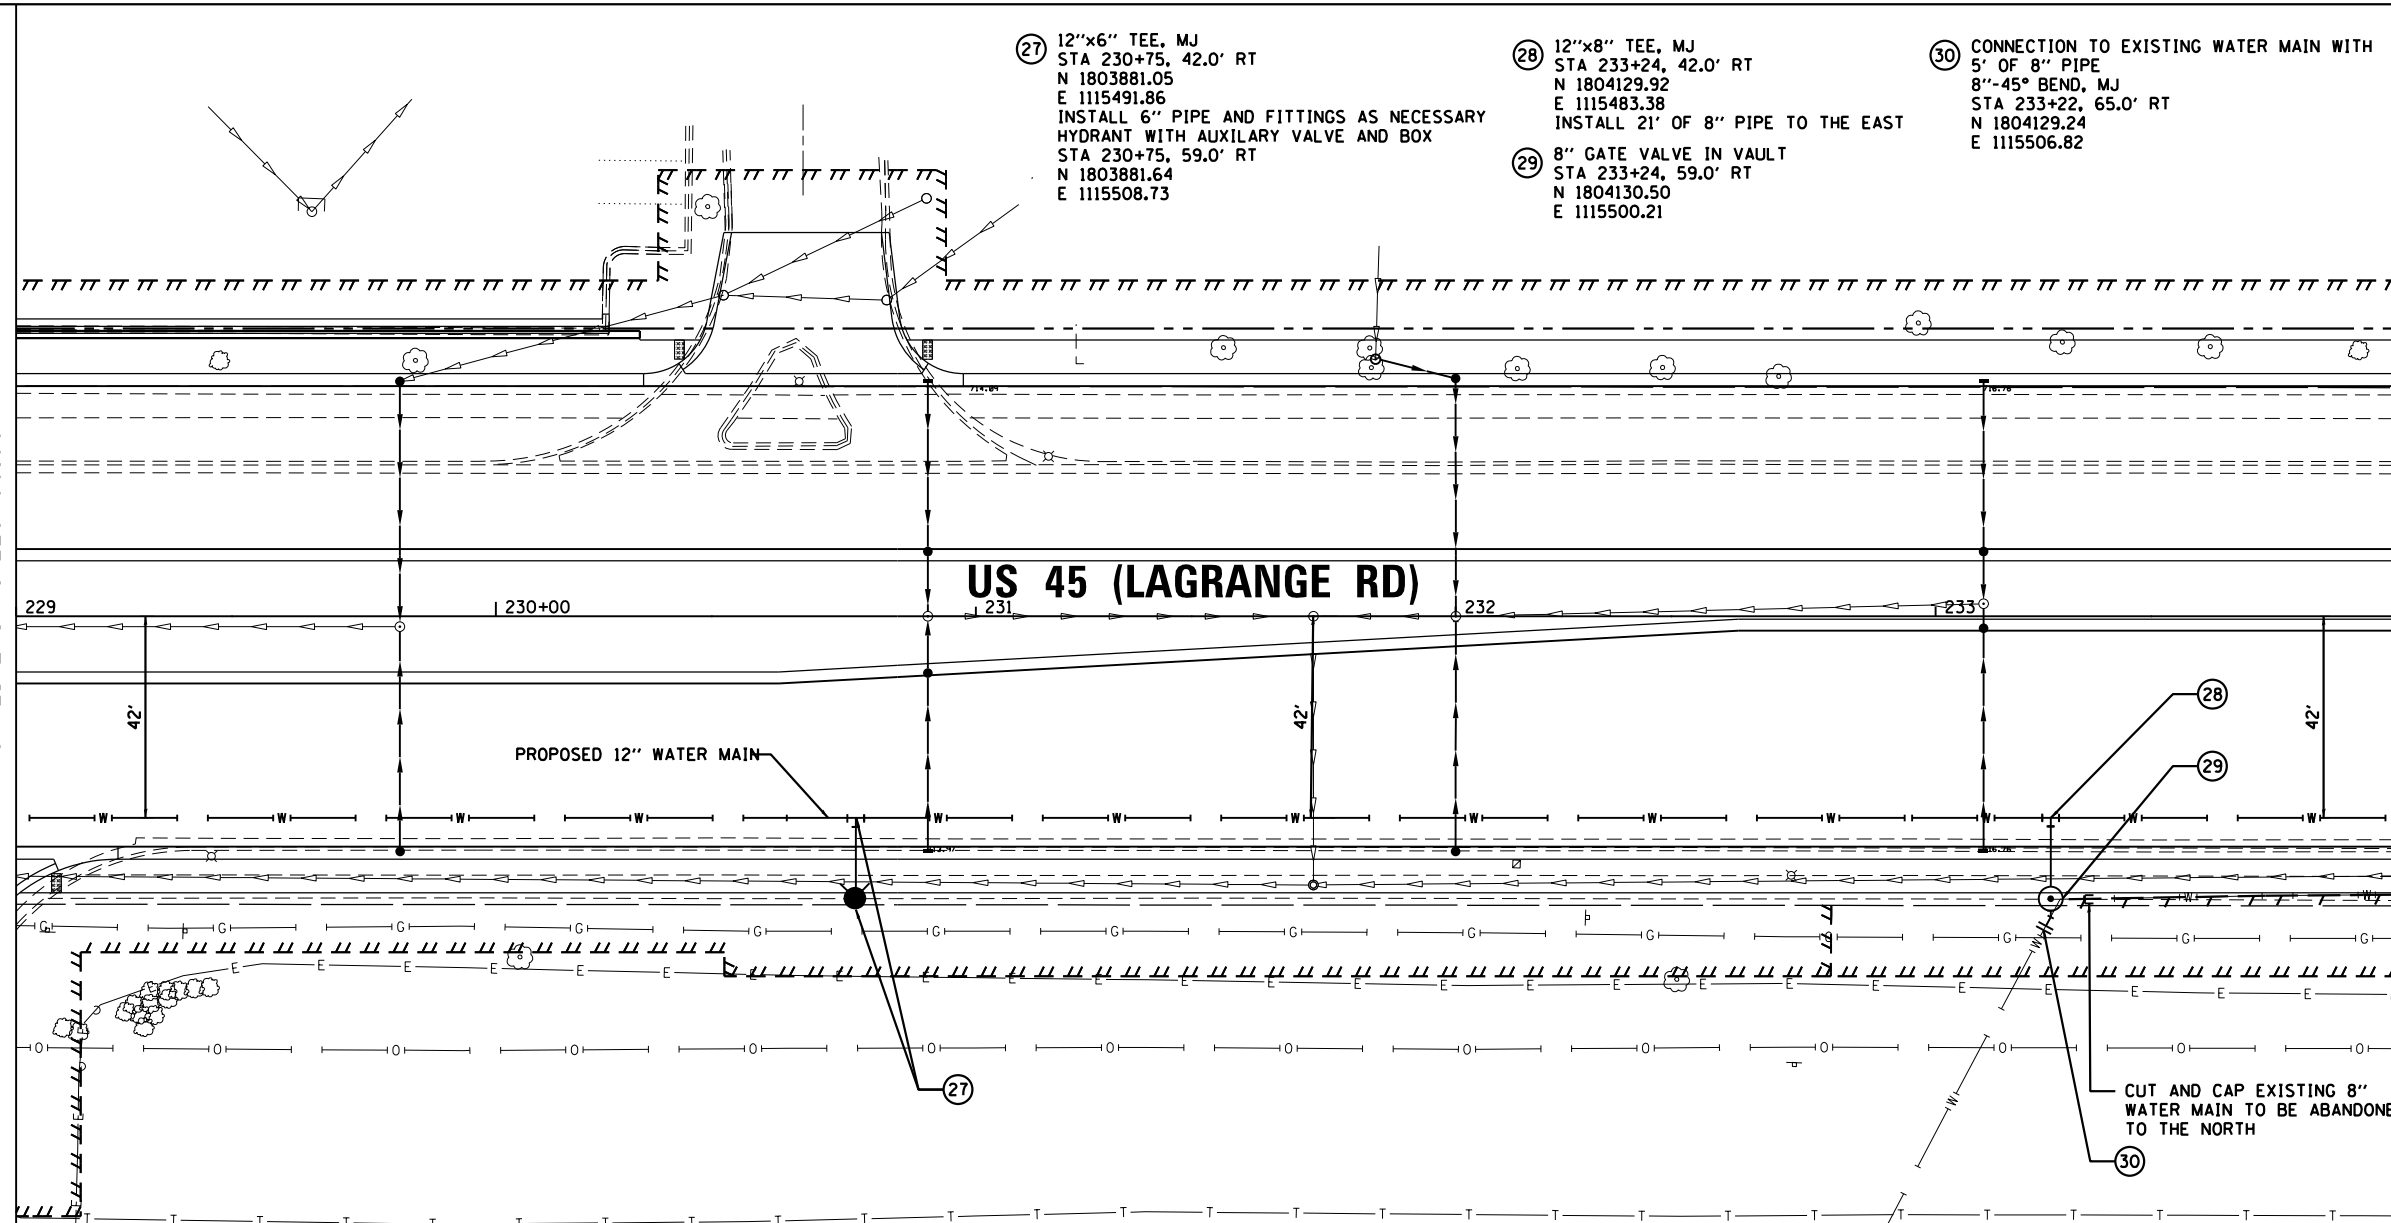 27
12"x6" TEE, MJ
STA 230+75, 42.0' RT
N 1803881.05
E 1115491.86
INSTALL 6" PIPE AND FITTINGS AS NECESSARY
HYDRANT WITH AUXILARY VALVE AND BOX
STA 230+75, 59.0' RT
N 1803881.64
E 1115508.73
28
12"x8" TEE, MJ
STA 233+24, 42.0' RT
N 1804129.92
E 1115483.38
INSTALL 21' OF 8" PIPE TO THE EAST
29
8" GATE VALVE IN VAULT
STA 233+24, 59.0' RT
N 1804130.50
E 1115500.21
30
CONNECTION TO EXISTING WATER MAIN WITH
5' OF 8" PIPE
8"-45° BEND, MJ
STA 233+22, 65.0' RT
N 1804129.24
E 1115506.82
US 45 (LAGRANGE RD)
229
230+00
231
232
233
42'
42'
42'
28
29
PROPOSED 12" WATER MAIN
W W W W W W W W W W W W W
W W
G G G G G G G G G G G G G
W
E E E E E E E E E E E E E E E E E E E E E E E E E
O O O O O O O O O O O O O O
27
W
CUT AND CAP EXISTING 8"
WATER MAIN TO BE ABANDONE
TO THE NORTH
30
T T T T T T T T T T T T T T T T T T T T T T T T T T T